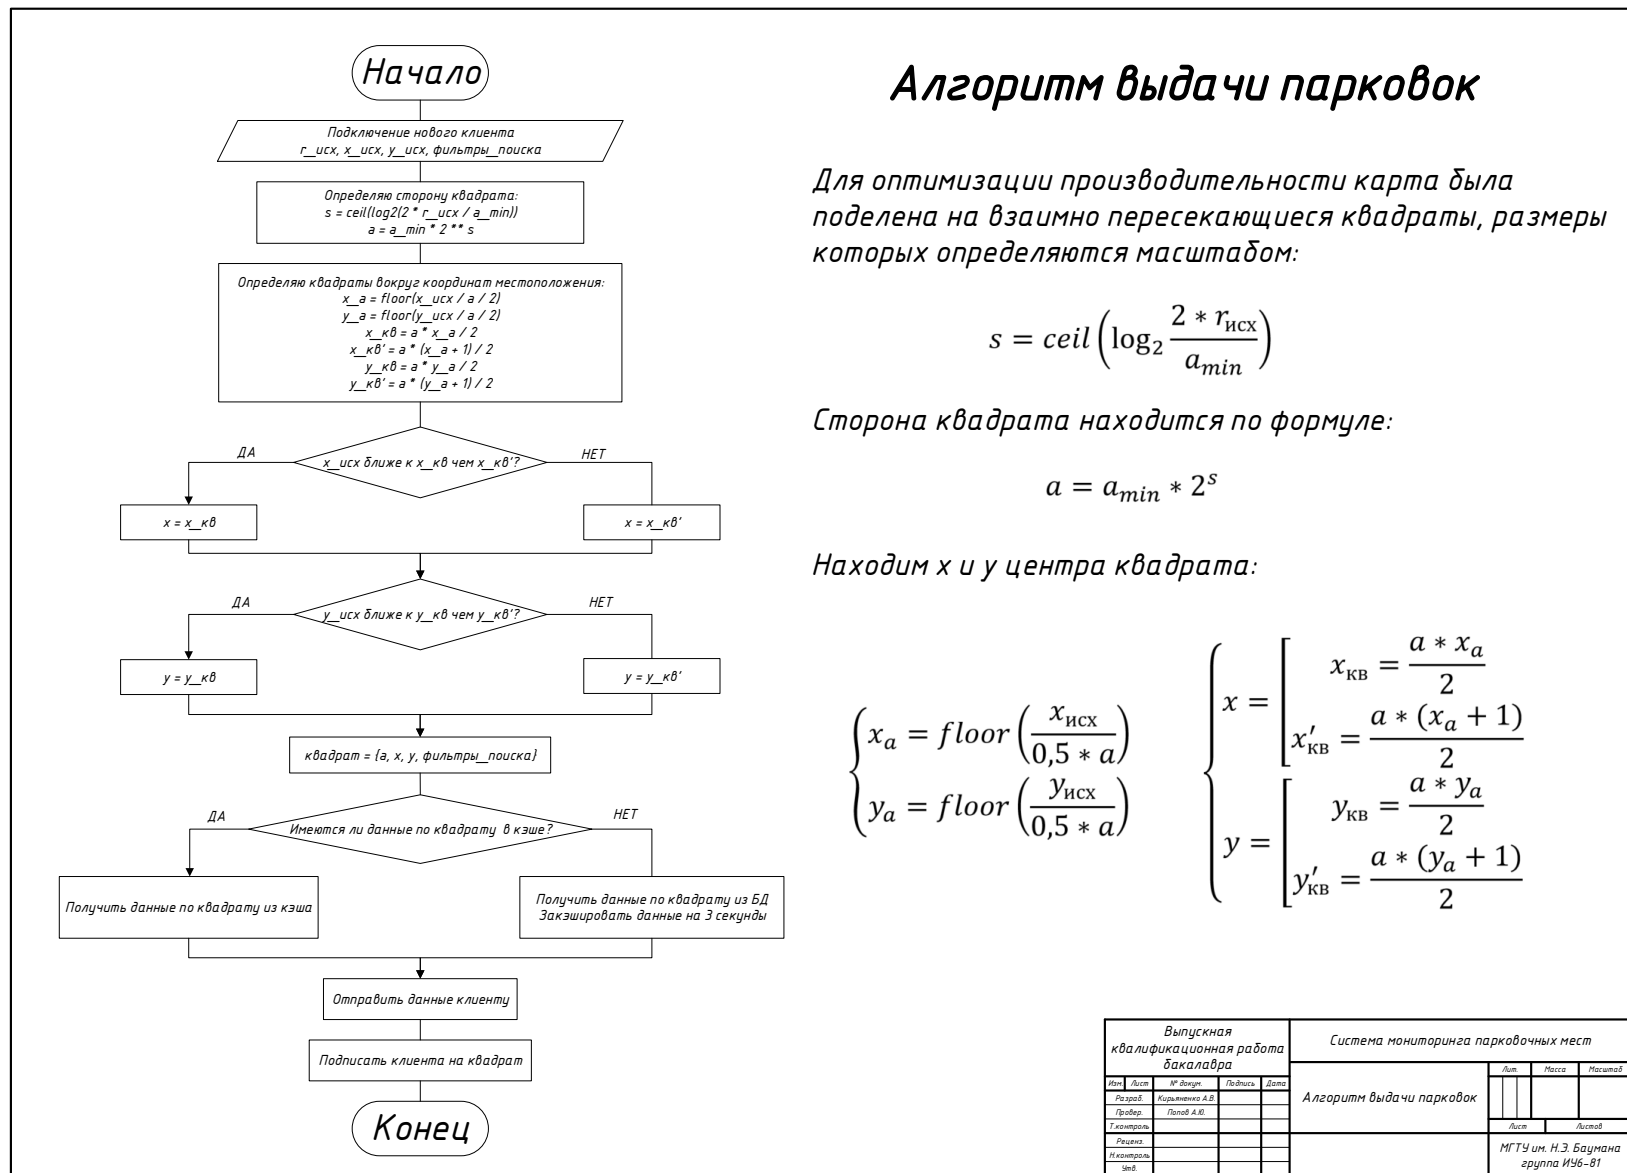 Начало
Подключение нового клиента
r_исх, x_исх, y_исх, фильтры_поиска
Определяю сторону квадрата:
s = ceil(log2(2 * r_исх / a_min))
a = a_min * 2 ** s
Определяю квадраты вокруг координат местоположения:
x_a = floor(x_исх / a / 2)
y_a = floor(y_исх / a / 2)
x_кв = a * x_a / 2
x_кв' = a * (x_a + 1) / 2
y_кв = a * y_a / 2
y_кв' = a * (y_a + 1) / 2
ДА
x_исх ближе к x_кв чем x_кв'?
НЕТ
x = x_кв
x = x_кв'
ДА
y_исх ближе к y_кв чем y_кв'?
НЕТ
y = y_кв
y = y_кв'
квадрат = {a, x, y, фильтры_поиска}
ДА
Имеются ли данные по квадрату в кэше?
НЕТ
Получить данные по квадрату из кэша
Получить данные по квадрату из БД
Закэшировать данные на 3 секунды
Отправить данные клиенту
Подписать клиента на квадрат
Конец
Алгоритм выдачи парковок
Для оптимизации производительности карта была
поделена на взаимно пересекающиеся квадраты, размеры
которых определяются масштабом:
s = ceil(log₂ (2 * r_исх / a_min))
Сторона квадрата находится по формуле:
a = a_min * 2^s
Находим x и y центра квадрата:
x_a = floor(x_исх / (0,5 * a))
y_a = floor(y_исх / (0,5 * a))
x =
x_кв = a * x_a / 2
x'_кв = a * (x_a + 1) / 2
y =
y_кв = a * y_a / 2
y'_кв = a * (y_a + 1) / 2
Выпускная
квалификационная работа
бакалавра
Система мониторинга парковочных мест
Изм. Лист № докум. Подпись Дата
Разраб. Кирьяненко А.В.
Провер. Попов А.Ю.
Т.контроль
Реценз.
Н.контроль
Утв.
Алгоритм выдачи парковок
Лит. Масса Масштаб
Лист Листов
МГТУ им. Н.Э. Баумана
группа ИУ6-81